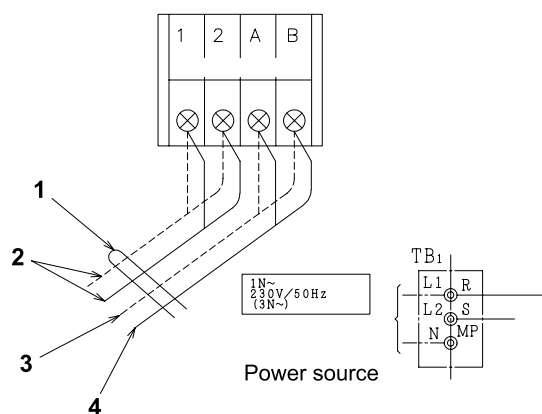 1 2 A B
1
2
3
4
1N~
230V/50Hz
(3N~)
Power source
TB1
L1 R
L2 S
N MP